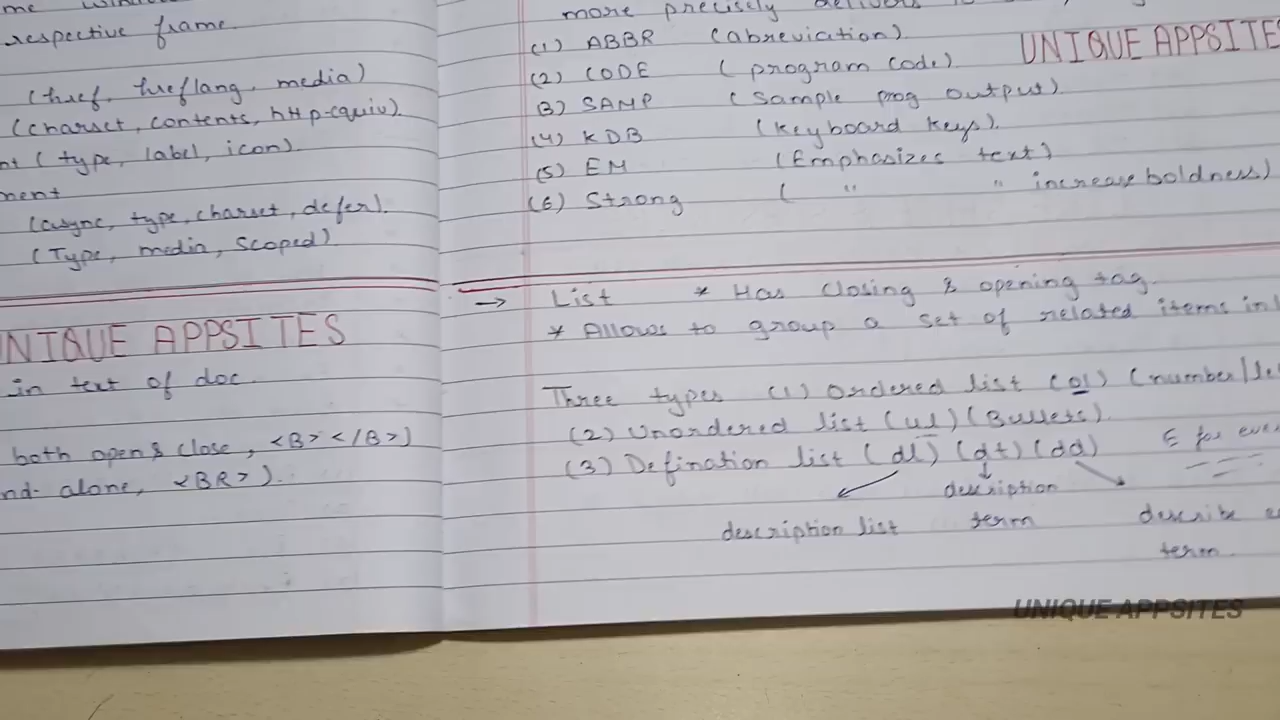 respective frame
(href, hreflang, media)
(charset, contents, http-equiv).
(type, label, icon).
(async, type, charset, defer).
(Type, media, Scoped)
UNIQUE APPSITES
in text of doc
both open & close, <B> </B>)
alone, <BR>).
more precisely
(1) ABBR (abreviation)
UNIQUE APPSITES
(2) CODE (program code)
(3) SAMP (Sample prog output)
(4) KDB (Keyboard keys).
(5) EM (Emphasizes text)
(6) Strong ( " " increase boldness)
→ List * Has closing & opening tag.
* Allows to group a set of related items in
Three types (1) Ordered list (ol) (number/
(2) Unordered list (ul) (Bullets).
(3) Defination list (dl) (dt) (dd)
for
description list
description term
describe
term.
UNIQUE APPSITES